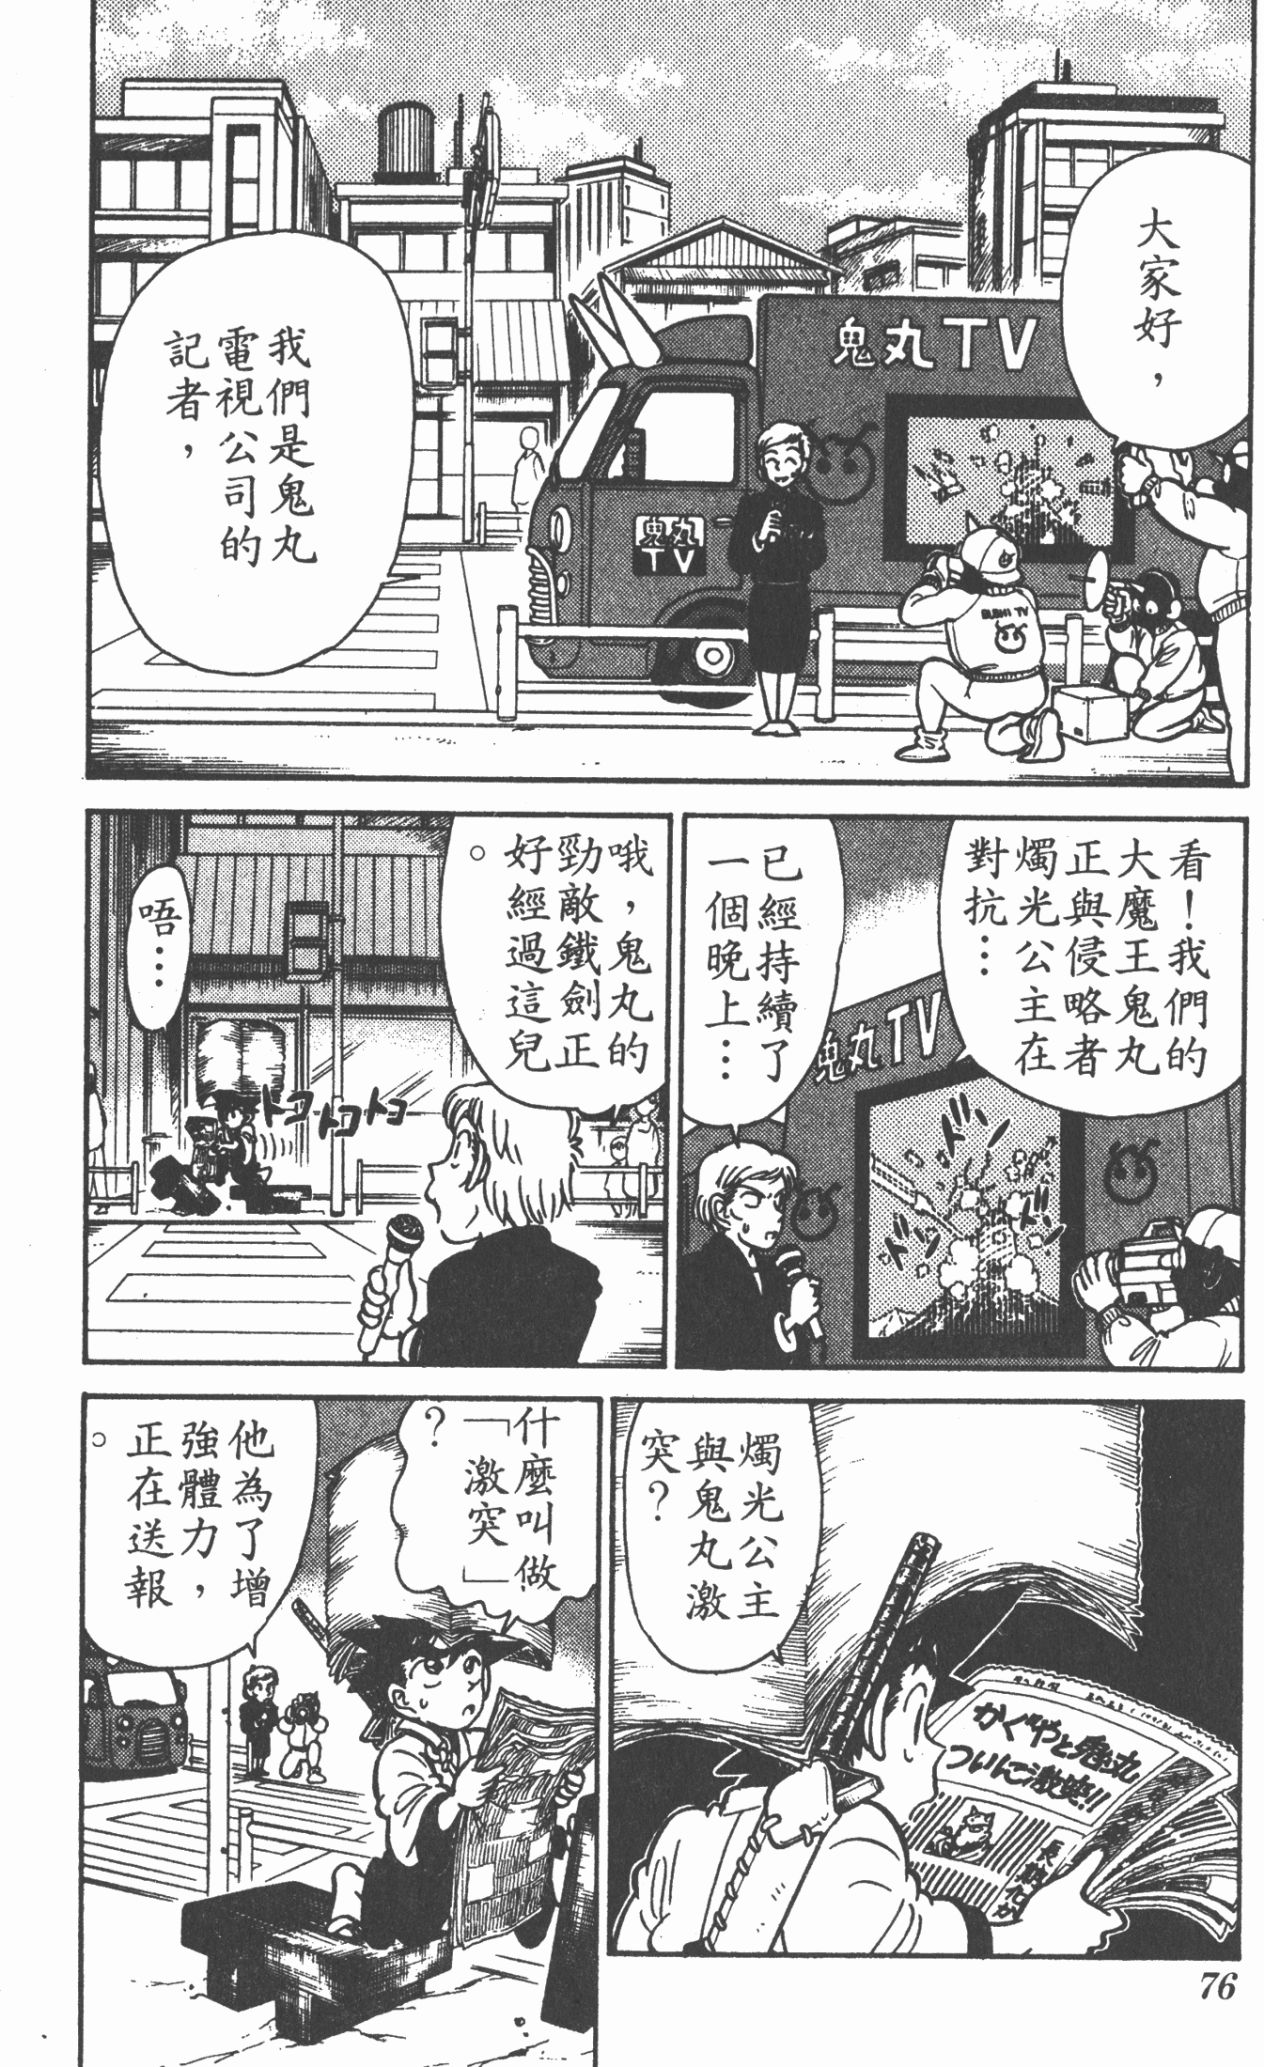 大家好，
我們是鬼丸
電視公司的
記者，
鬼丸TV
鬼丸
TV
看！我們的
大魔王鬼丸
正與侵略者
燭光公主在
對抗…
已經持續了
一個晚上…
鬼丸TV
ドドド
ドドド
哦，鬼丸的
勁敵鐵劍正
好經過這兒
。
唔…
トコトコトコ
燭光公主
與鬼丸激
突？
かぐやと鬼丸
ついに激突!!
什麼叫做
「激突」
？
他為了增
強體力，
正在送報
。
76